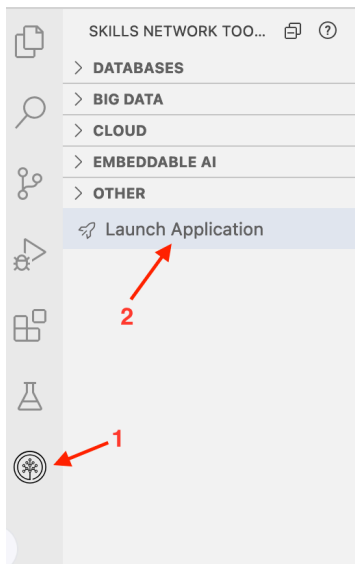 SKILLS NETWORK TOO...
DATABASES
BIG DATA
CLOUD
EMBEDDABLE AI
OTHER
Launch Application
2
1